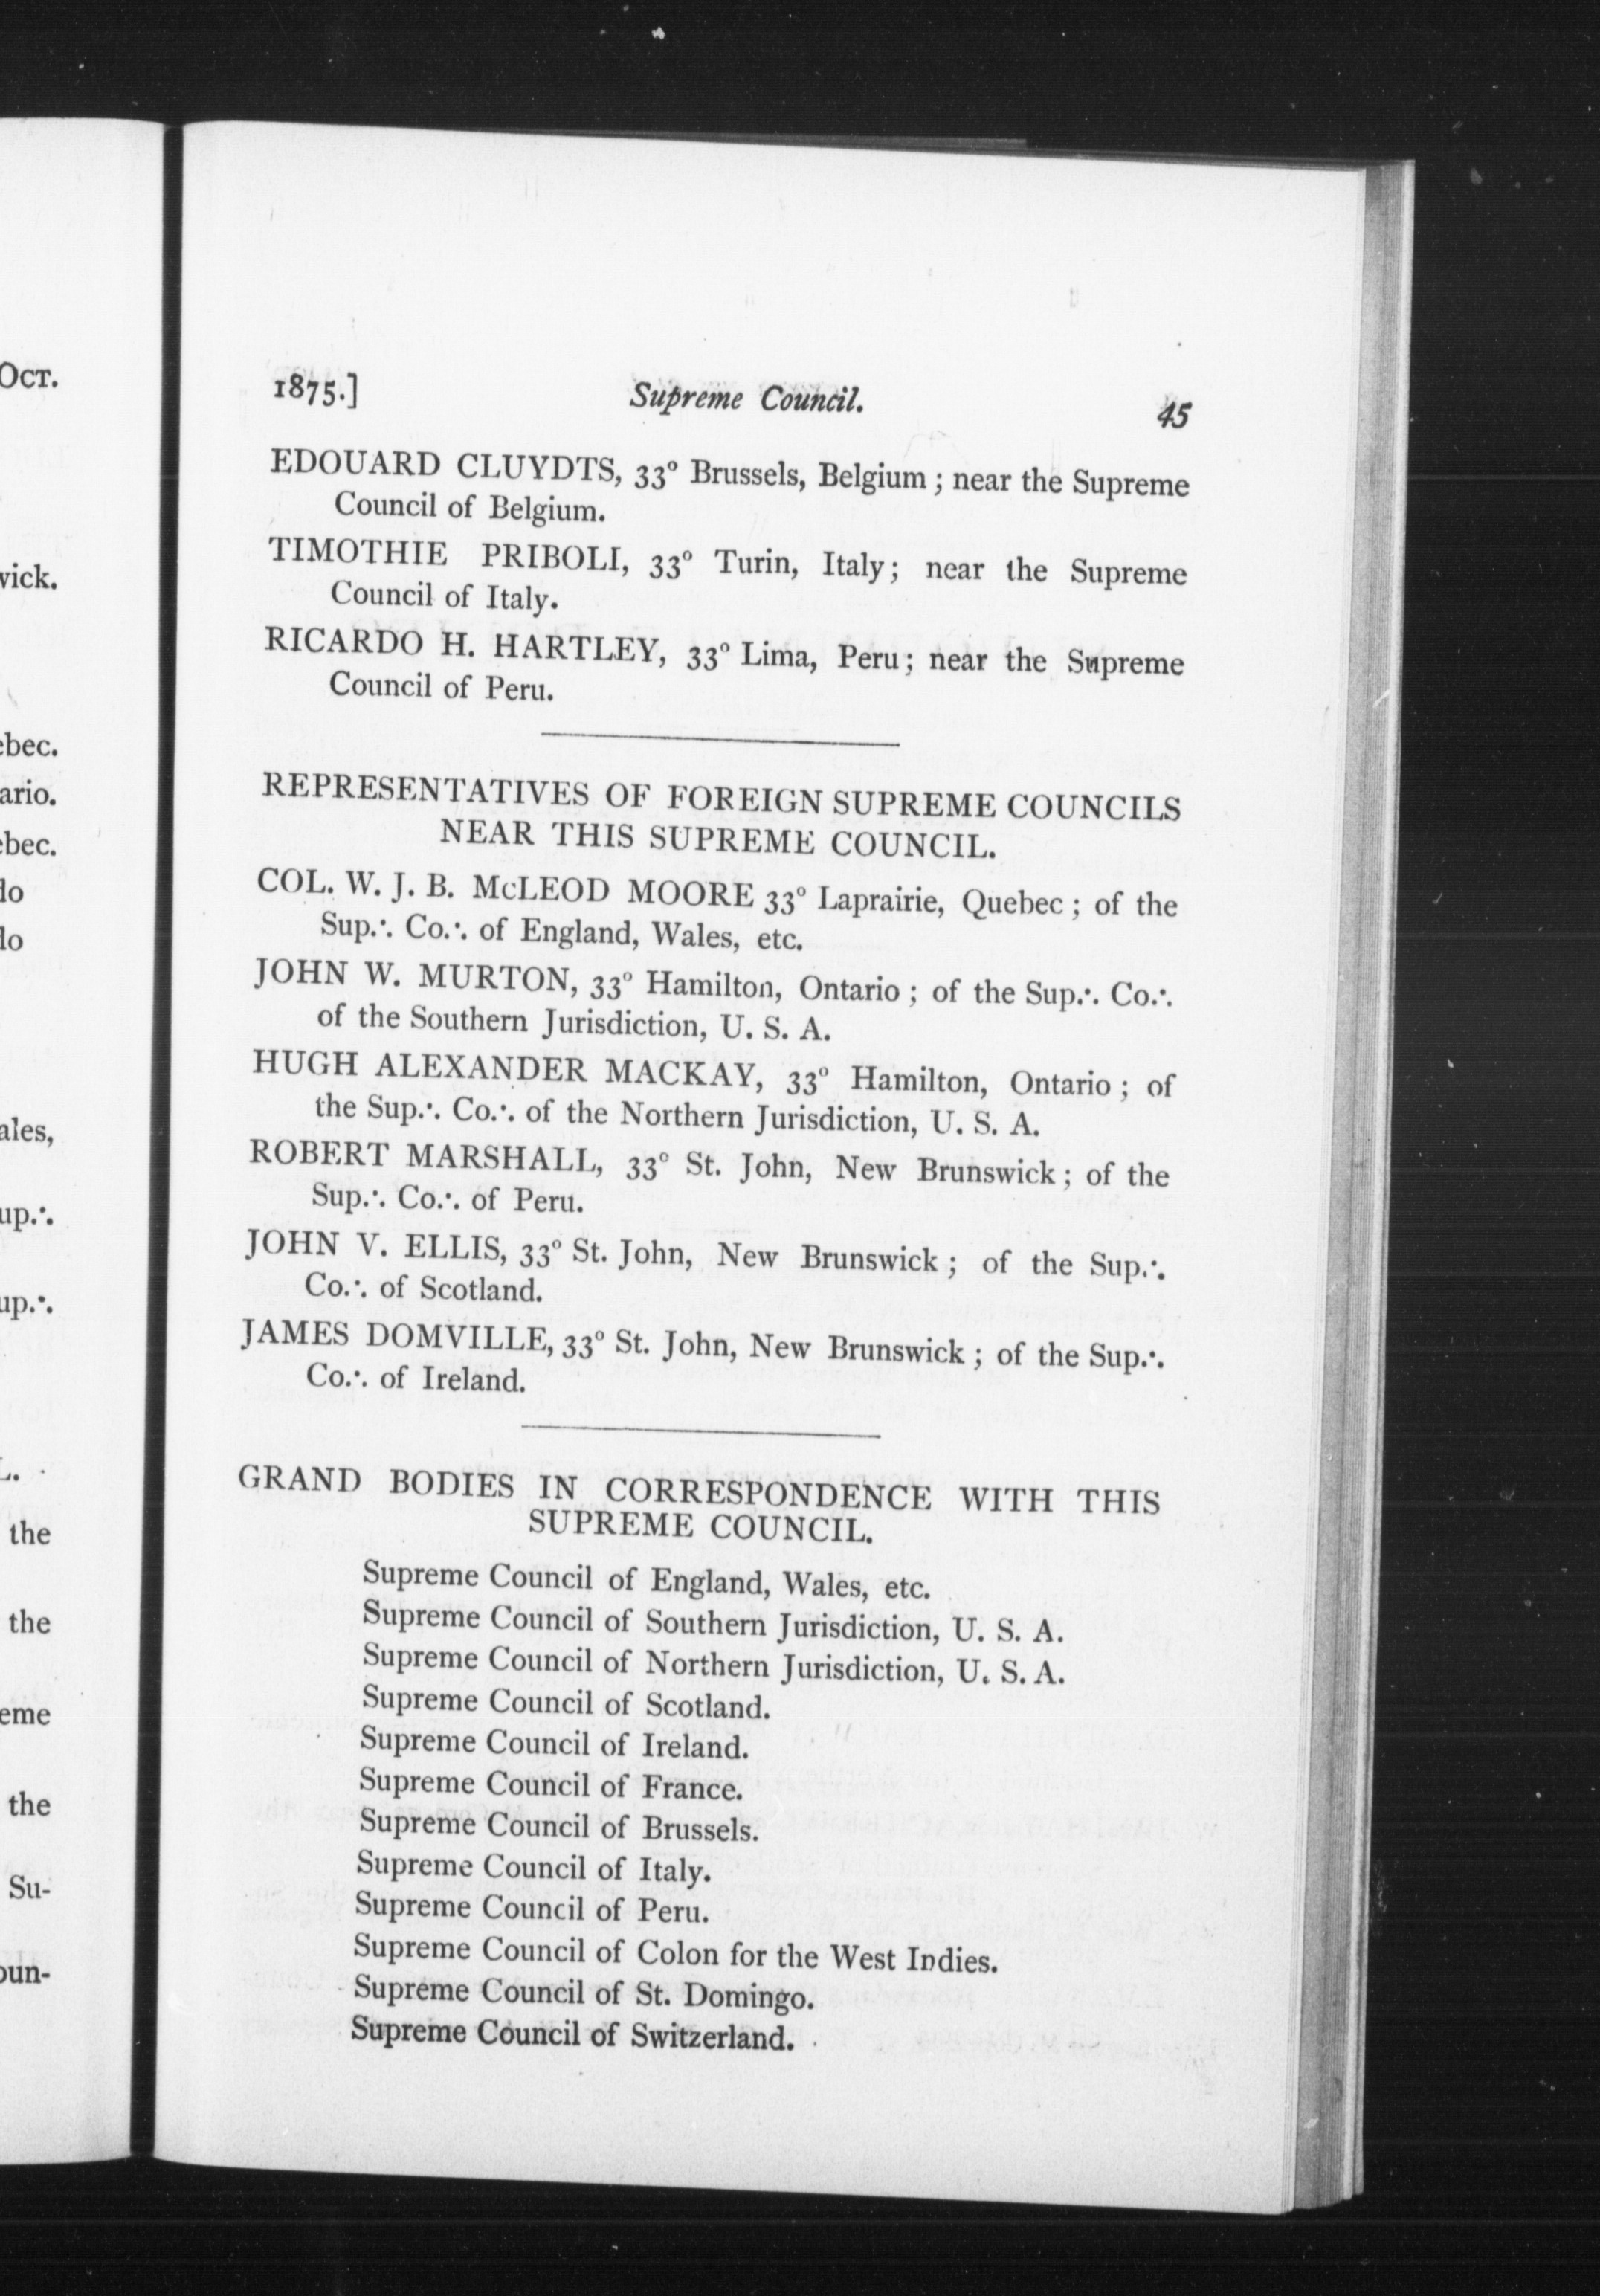 OCT.
the
the
the
Su-
1875.] Supreme Council. 45
EDOUARD CLUYDTS, 33° Brussels, Belgium; near the Supreme
Council of Belgium.
TIMOTHIE PRIBOLI, 33° Turin, Italy; near the Supreme
Council of Italy.
RICARDO H. HARTLEY, 33° Lima, Peru; near the Supreme
Council of Peru.
REPRESENTATIVES OF FOREIGN SUPREME COUNCILS
NEAR THIS SUPREME COUNCIL.
COL. W. J. B. McLEOD MOORE 33° Laprairie, Quebec; of the
Sup.∴ Co.∴ of England, Wales, etc.
JOHN W. MURTON, 33° Hamilton, Ontario; of the Sup.∴ Co.∴
of the Southern Jurisdiction, U. S. A.
HUGH ALEXANDER MACKAY, 33° Hamilton, Ontario; of
the Sup.∴ Co.∴ of the Northern Jurisdiction, U. S. A.
ROBERT MARSHALL, 33° St. John, New Brunswick; of the
Sup.∴ Co.∴ of Peru.
JOHN V. ELLIS, 33° St. John, New Brunswick; of the Sup.∴
Co.∴ of Scotland.
JAMES DOMVILLE, 33° St. John, New Brunswick; of the Sup.∴
Co.∴ of Ireland.
GRAND BODIES IN CORRESPONDENCE WITH THIS
SUPREME COUNCIL.
Supreme Council of England, Wales, etc.
Supreme Council of Southern Jurisdiction, U. S. A.
Supreme Council of Northern Jurisdiction, U. S. A.
Supreme Council of Scotland.
Supreme Council of Ireland.
Supreme Council of France.
Supreme Council of Brussels.
Supreme Council of Italy.
Supreme Council of Peru.
Supreme Council of Colon for the West Indies.
Supreme Council of St. Domingo.
Supreme Council of Switzerland.